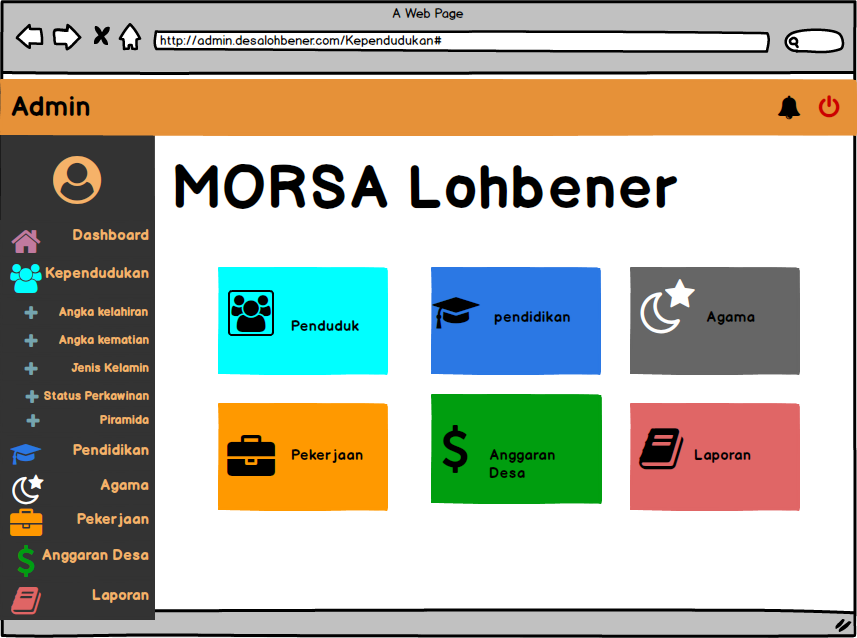 A Web Page
http://admin.desalohbener.com/Kependudukan#
Admin
MORSA Lohbener
Dashboard
Kependudukan
Angka kelahiran
Angka kematian
Jenis Kelamin
Status Perkawinan
Piramida
Pendidikan
Agama
Pekerjaan
Anggaran Desa
Laporan
Penduduk
pendidikan
Agama
Pekerjaan
Anggaran
Desa
Laporan